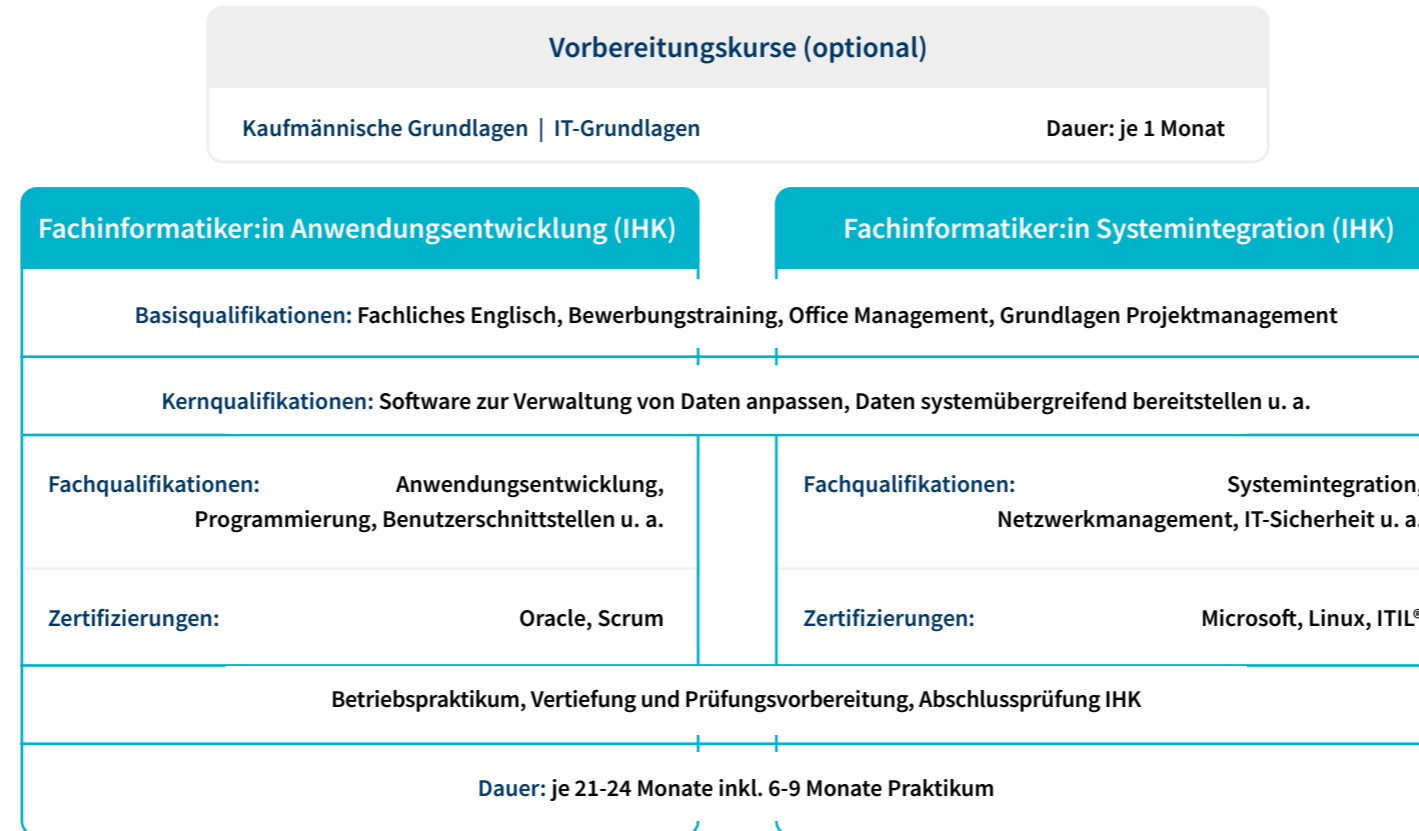 Vorbereitungskurse (optional)
Kaufmännische Grundlagen | IT-Grundlagen
Dauer: je 1 Monat
Fachinformatiker:in Anwendungsentwicklung (IHK)
Fachinformatiker:in Systemintegration (IHK)
Basisqualifikationen: Fachliches Englisch, Bewerbungstraining, Office Management, Grundlagen Projektmanagement
Kernqualifikationen: Software zur Verwaltung von Daten anpassen, Daten systemübergreifend bereitstellen u. a.
Fachqualifikationen: Anwendungsentwicklung,
Programmierung, Benutzerschnittstellen u. a.
Fachqualifikationen: Systemintegration,
Netzwerkmanagement, IT-Sicherheit u. a.
Zertifizierungen: Oracle, Scrum
Zertifizierungen: Microsoft, Linux, ITIL®
Betriebspraktikum, Vertiefung und Prüfungsvorbereitung, Abschlussprüfung IHK
Dauer: je 21-24 Monate inkl. 6-9 Monate Praktikum